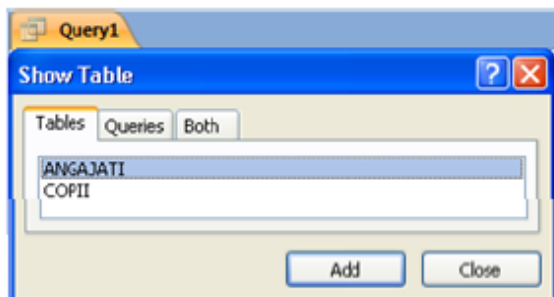 Query1
Show Table
?
Tables Queries Both
ANGAJATI
COPII
Add Close